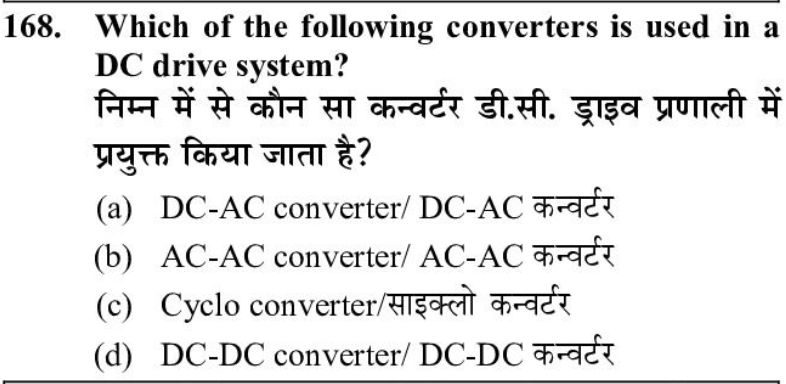 168. Which of the following converters is used in a
DC drive system?
निम्न में से कौन सा कन्वर्टर डी.सी. ड्राइव प्रणाली में
प्रयुक्त किया जाता है?
(a) DC-AC converter/ DC-AC कन्वर्टर
(b) AC-AC converter/ AC-AC कन्वर्टर
(c) Cyclo converter/साइक्लो कन्वर्टर
(d) DC-DC converter/ DC-DC कन्वर्टर